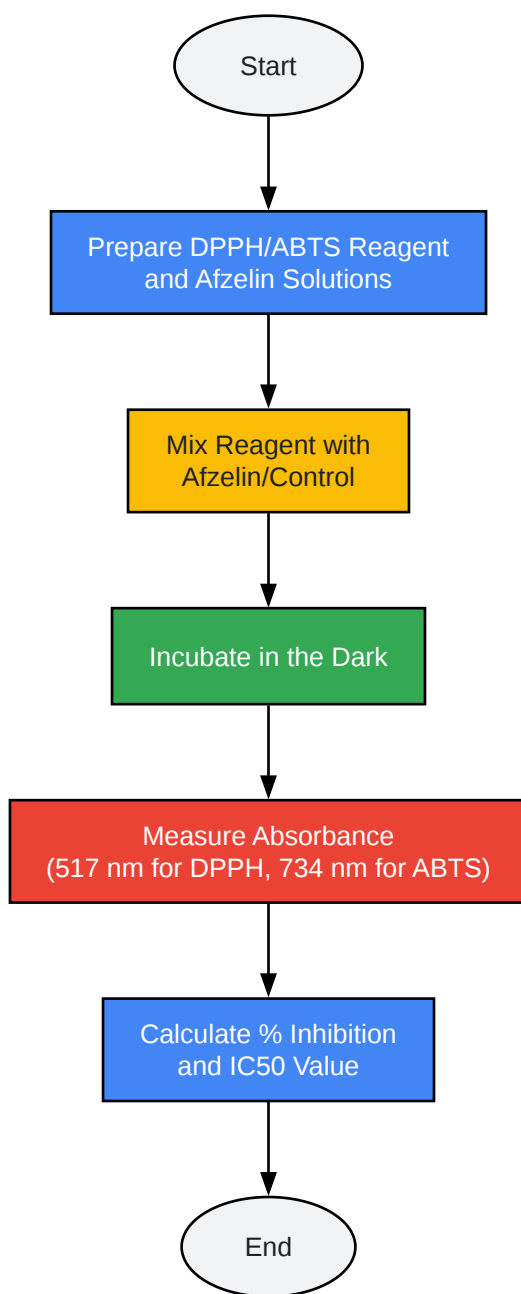 Start
Prepare DPPH/ABTS Reagent
and Afzelin Solutions
Mix Reagent with
Afzelin/Control
Incubate in the Dark
Measure Absorbance
(517 nm for DPPH, 734 nm for ABTS)
Calculate % Inhibition
and IC50 Value
End